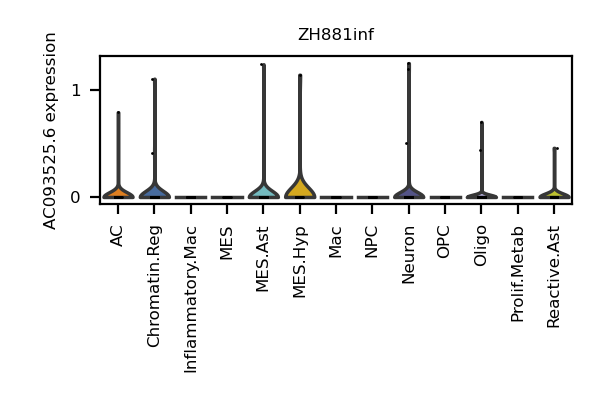 ZH881inf
AC093525.6 expression
1
0
AC
Chromatin.Reg
Inflammatory.Mac
MES
MES.Ast
MES.Hyp
Mac
NPC
Neuron
OPC
Oligo
Prolif.Metab
Reactive.Ast